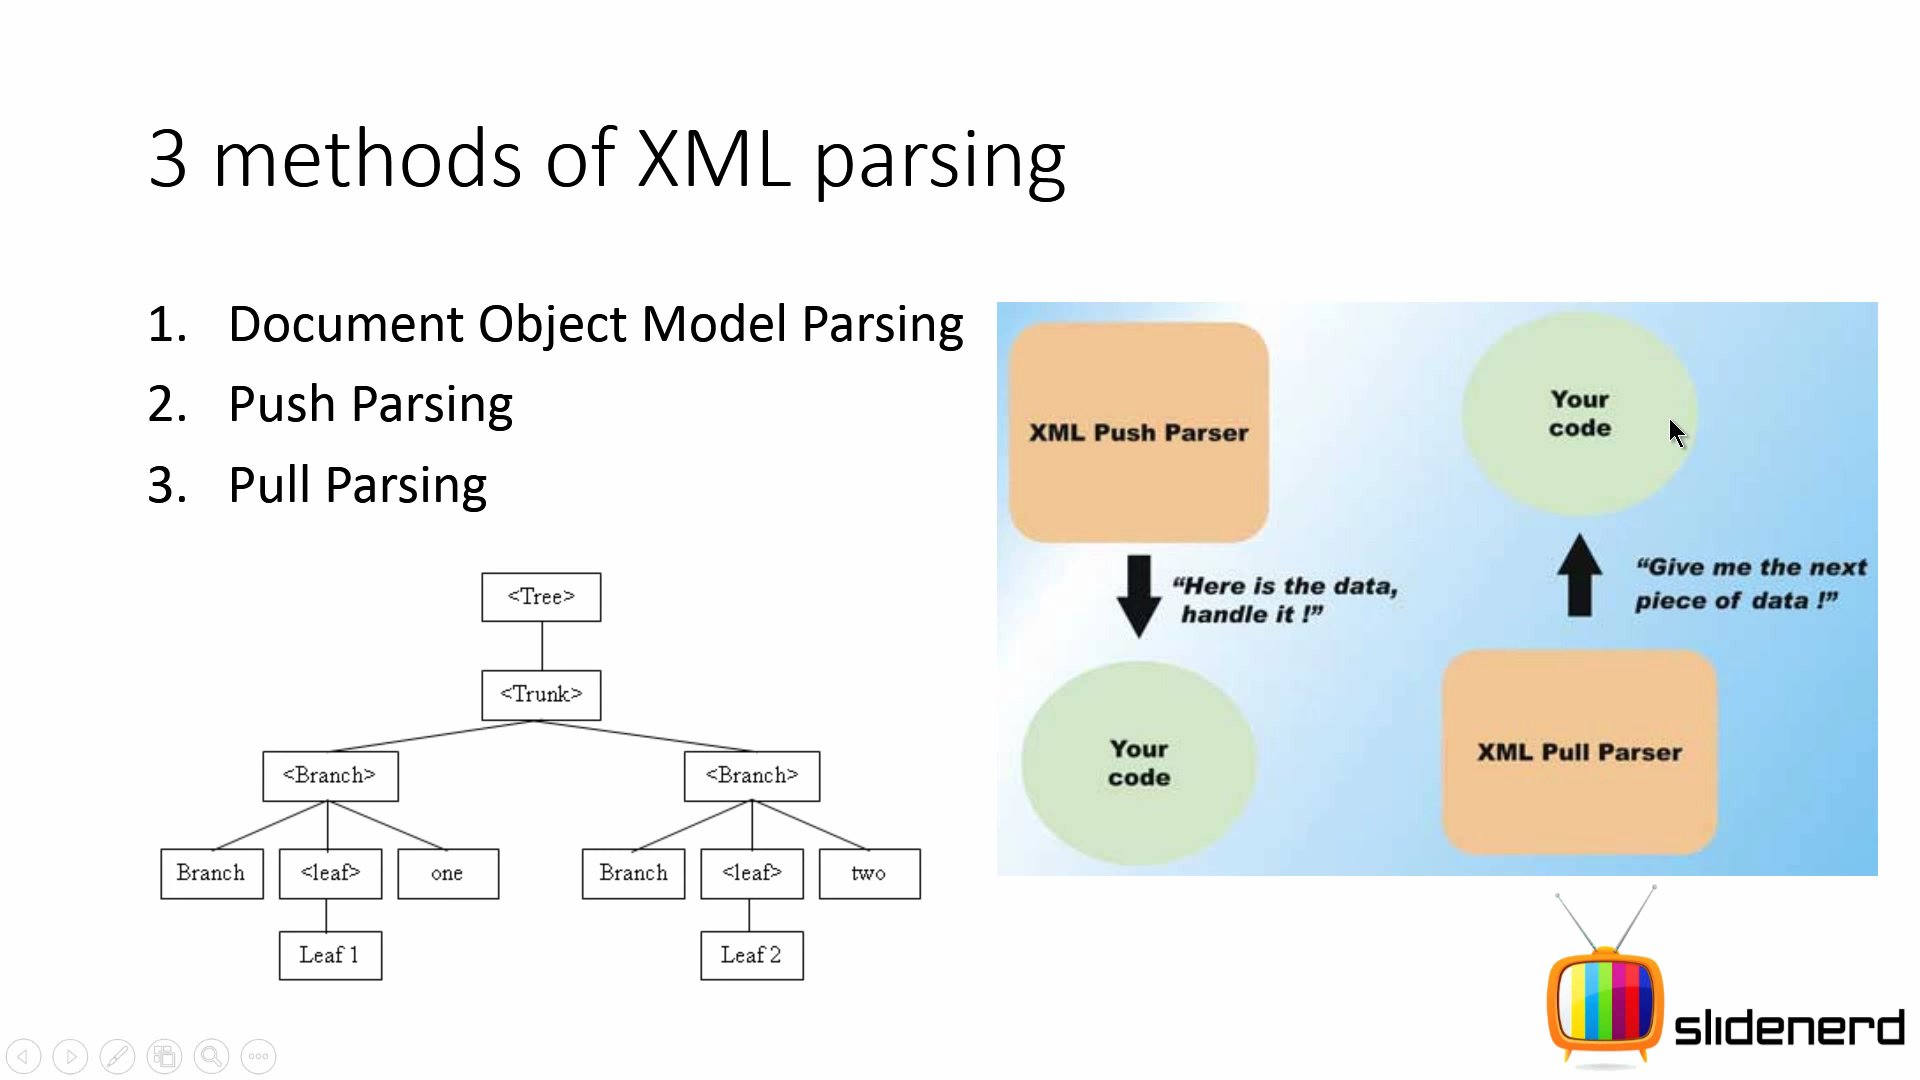 3 methods of XML parsing
1. Document Object Model Parsing
2. Push Parsing
3. Pull Parsing
<Tree>
<Trunk>
<Branch>
<Branch>
Branch
<leaf>
one
Branch
<leaf>
two
Leaf 1
Leaf 2
XML Push Parser
“Here is the data,
handle it !”
Your
code
Your
code
“Give me the next
piece of data !”
XML Pull Parser
slidenerd